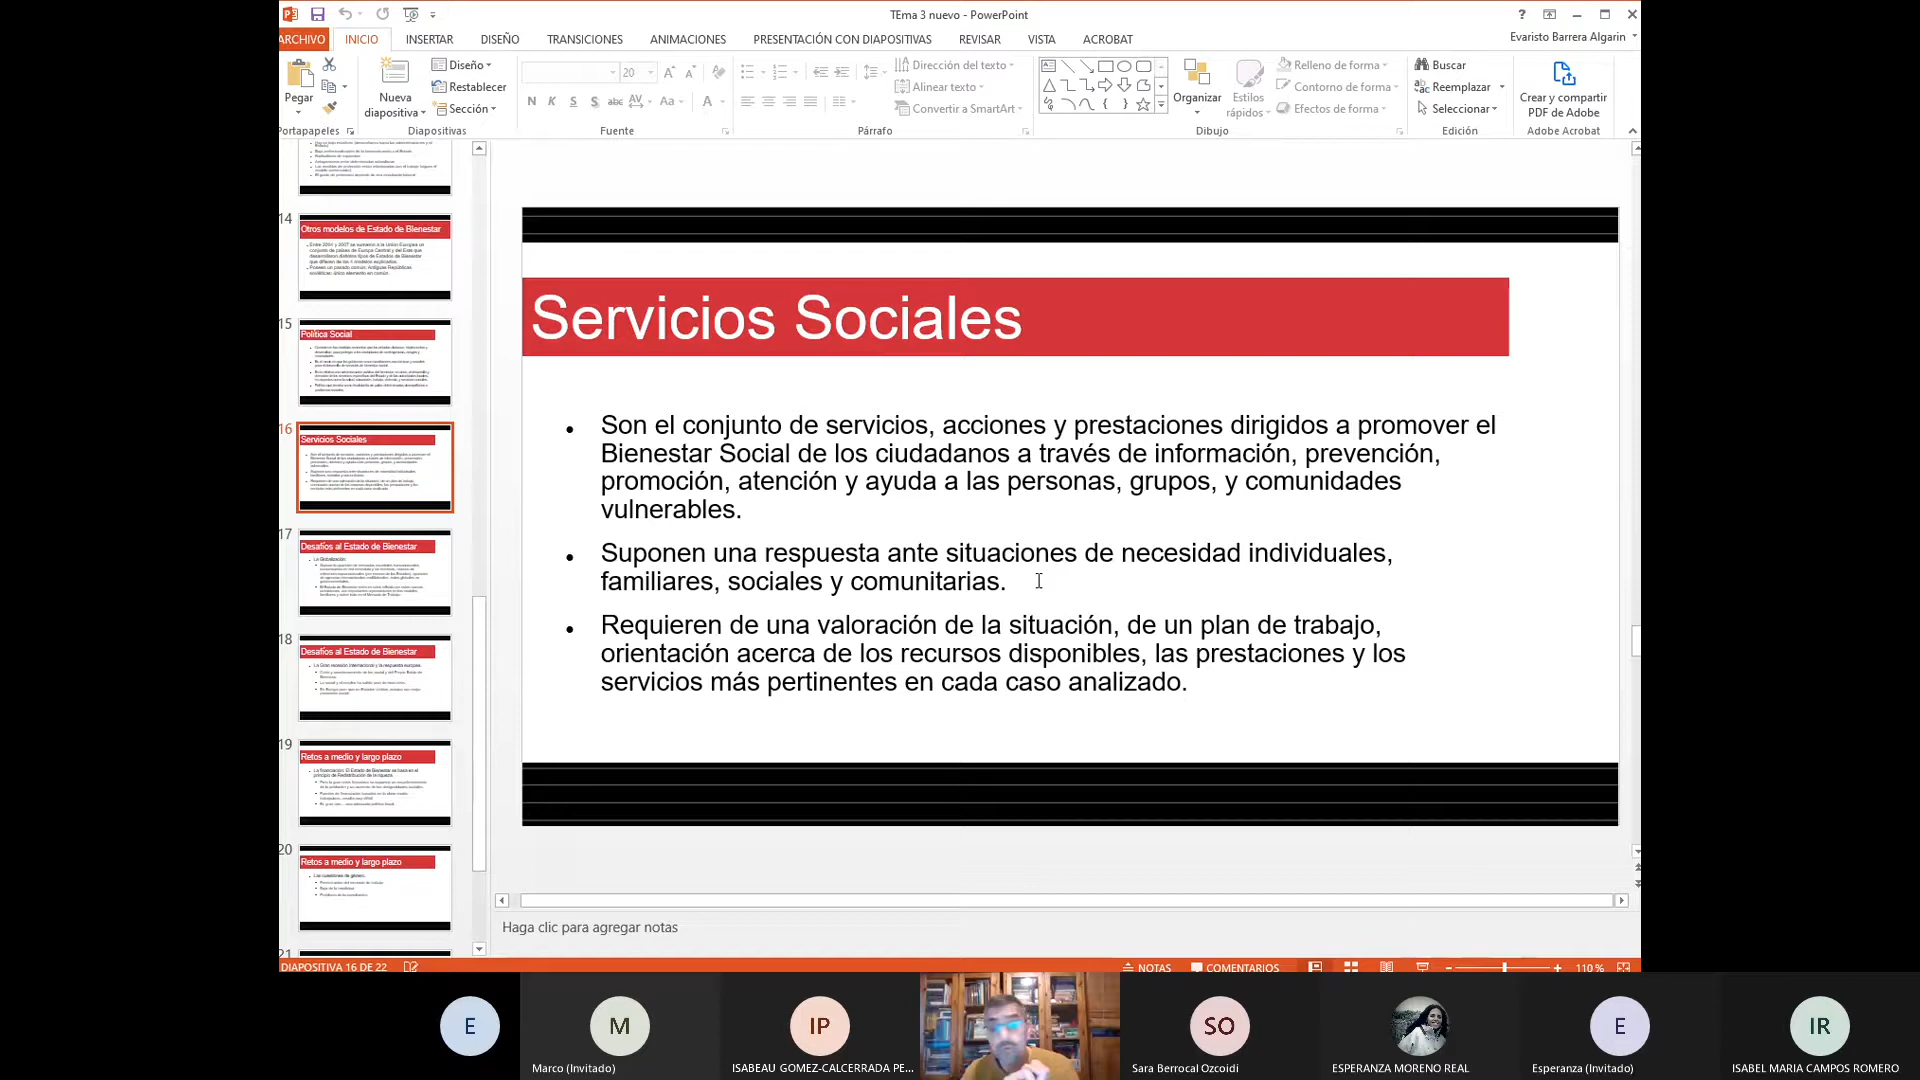 TEma 3 nuevo - PowerPoint
ARCHIVO INICIO INSERTAR DISEÑO TRANSICIONES ANIMACIONES PRESENTACIÓN CON DIAPOSITIVAS REVISAR VISTA ACROBAT
Evaristo Barrera Algarin
Pegar
Nueva diapositiva
Diseño
Restablecer
Sección
20
N K S S abc AV Aa A
Dirección del texto
Alinear texto
Convertir a SmartArt
Organizar
Estilos rápidos
Relleno de forma
Contorno de forma
Efectos de forma
Buscar
Reemplazar
Seleccionar
Crear y compartir PDF de Adobe
Portapapeles Diapositivas Fuente Párrafo Dibujo Edición Adobe Acrobat
14
Otros modelos de Estado de Bienestar
15
Política Social
16
Servicios Sociales
17
Desafíos al Estado de Bienestar
18
Desafíos al Estado de Bienestar
19
Retos a medio y largo plazo
20
Retos a medio y largo plazo
21
Servicios Sociales
• Son el conjunto de servicios, acciones y prestaciones dirigidos a promover el
Bienestar Social de los ciudadanos a través de información, prevención,
promoción, atención y ayuda a las personas, grupos, y comunidades
vulnerables.
• Suponen una respuesta ante situaciones de necesidad individuales,
familiares, sociales y comunitarias.
• Requieren de una valoración de la situación, de un plan de trabajo,
orientación acerca de los recursos disponibles, las prestaciones y los
servicios más pertinentes en cada caso analizado.
Haga clic para agregar notas
DIAPOSITIVA 16 DE 22
NOTAS COMENTARIOS 110 %
E
M
Marco (Invitado)
IP
ISABEAU GOMEZ-CALCERRADA PE...
SO
Sara Berrocal Ozcoidi
ESPERANZA MORENO REAL
E
Esperanza (Invitado)
IR
ISABEL MARIA CAMPOS ROMERO